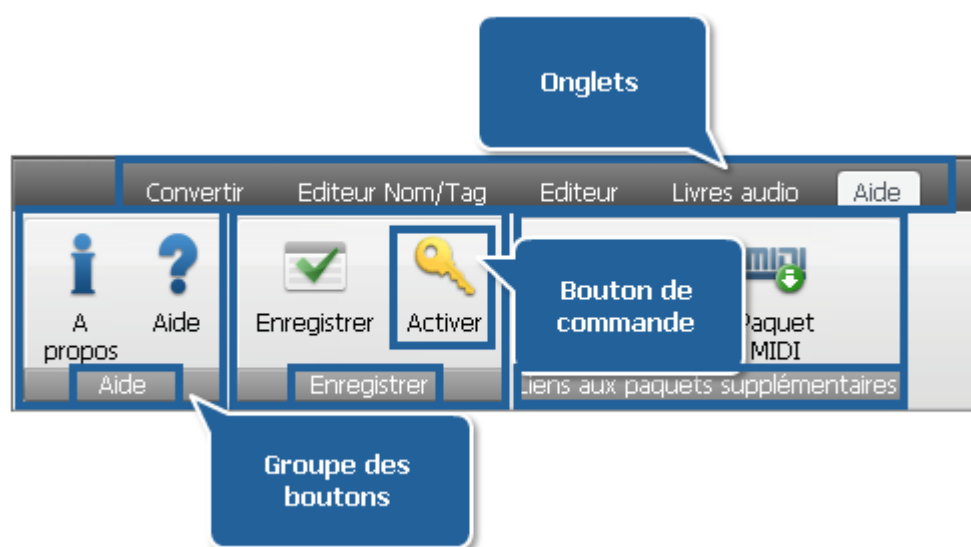 Onglets
Convertir Editeur Nom/Tag Editeur Livres audio Aide
A propos
Aide
Enregistrer
Activer
Bouton de
commande
MIDI
Paquet
MIDI
Aide Enregistrer Liens aux paquets supplémentaires
Groupe des
boutons